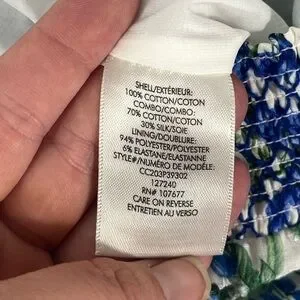 SHELL/EXTÉRIEUR:
100% COTTON/COTON
COMBO/COMBO:
70% COTTON/COTON
30% SILK/SOIE
LINING/DOUBLURE:
94% POLYESTER/POLYESTER
6% ELASTANE/ELASTANNE
STYLE#/NUMÉRO DE MODÈLE:
CC203P39302
127240
RN# 107677
CARE ON REVERSE
ENTRETIEN AU VERSO